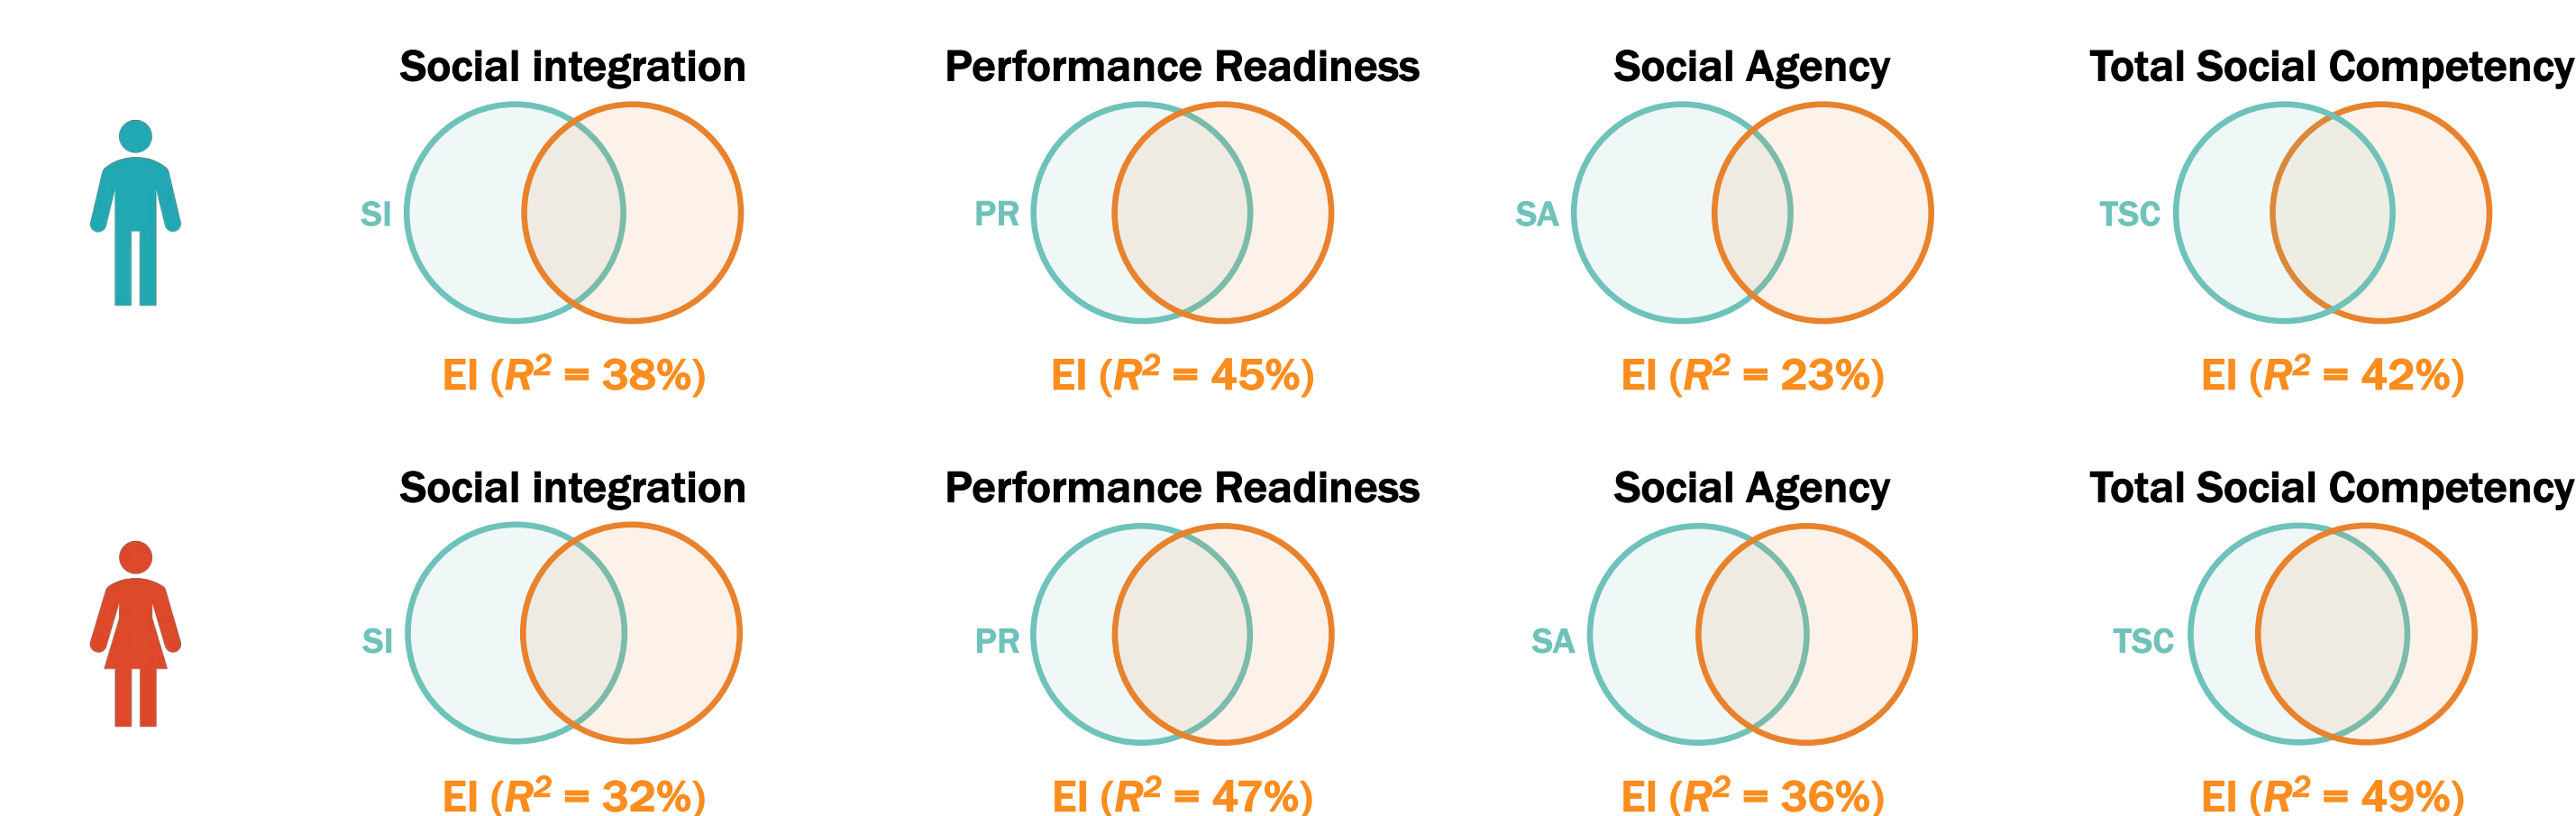 Social integration
Performance Readiness
Social Agency
Total Social Competency
SI
PR
SA
TSC
EI (R² = 38%)
EI (R² = 45%)
EI (R² = 23%)
EI (R² = 42%)
Social integration
Performance Readiness
Social Agency
Total Social Competency
SI
PR
SA
TSC
EI (R² = 32%)
EI (R² = 47%)
EI (R² = 36%)
EI (R² = 49%)